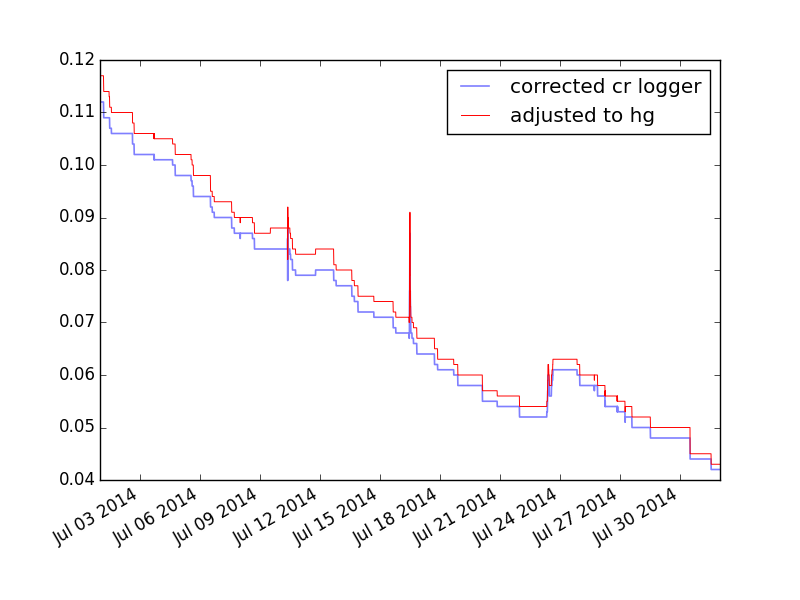 0.12
0.11
0.10
0.09
0.08
0.07
0.06
0.05
0.04
corrected cr logger
adjusted to hg
Jul 03 2014
Jul 06 2014
Jul 09 2014
Jul 12 2014
Jul 15 2014
Jul 18 2014
Jul 21 2014
Jul 24 2014
Jul 27 2014
Jul 30 2014